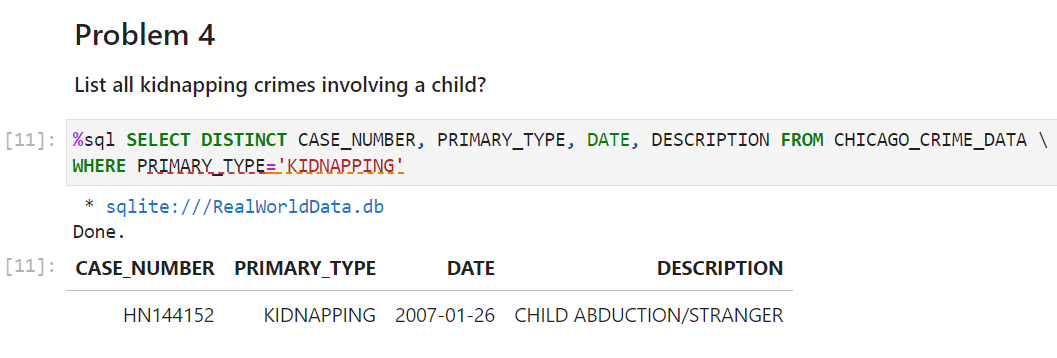 Problem 4
List all kidnapping crimes involving a child?
[11]: %sql SELECT DISTINCT CASE_NUMBER, PRIMARY_TYPE, DATE, DESCRIPTION FROM CHICAGO_CRIME_DATA \
WHERE PRIMARY_TYPE='KIDNAPPING'
* sqlite:///RealWorldData.db
Done.
[11]: CASE_NUMBER PRIMARY_TYPE DATE DESCRIPTION
HN144152 KIDNAPPING 2007-01-26 CHILD ABDUCTION/STRANGER